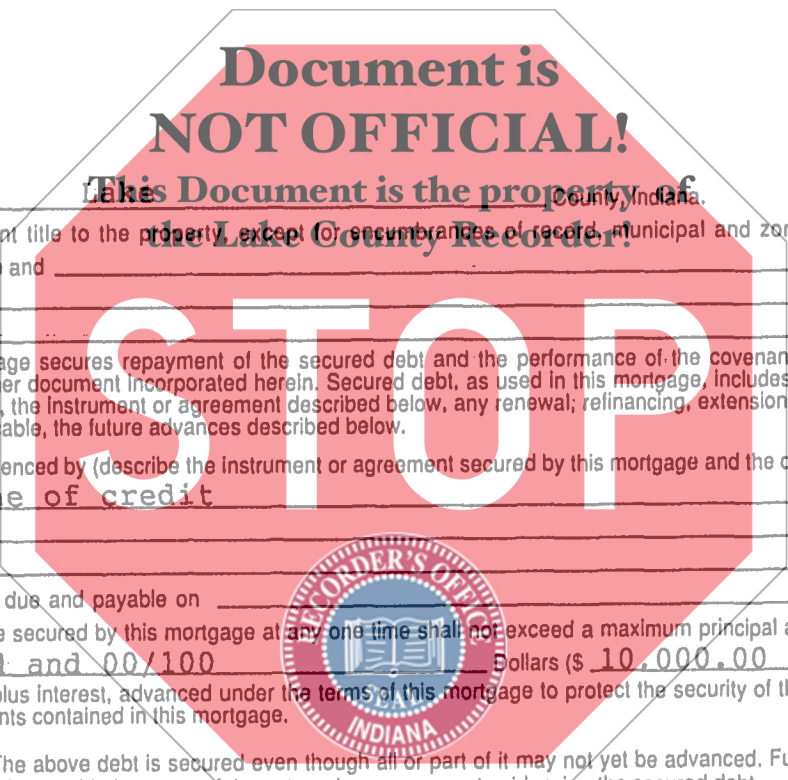 Document is
NOT OFFICIAL!
This Document is the property of
the Lake County Recorder!
Lake County, Indiana.
nt title to the property, except for encumbrances of record, municipal and zor
and
age secures repayment of the secured debt and the performance of the covenan
er document incorporated herein. Secured debt, as used in this mortgage, includes
, the instrument or agreement described below, any renewal; refinancing, extension
able, the future advances described below.
enced by (describe the instrument or agreement secured by this mortgage and the
e of credit
STOP
due and payable on
e secured by this mortgage at any one time shall not exceed a maximum principal a
and 00/100 Dollars ($ 10,000.00
plus interest, advanced under the terms of this mortgage to protect the security of th
nts contained in this mortgage.
RECORDER'S OFFICE
SEAL
INDIANA
The above debt is secured even though all or part of it may not yet be advanced. Fu